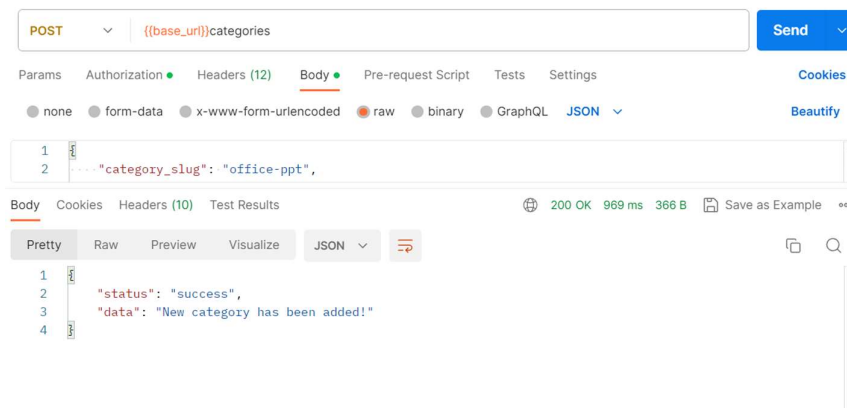 POST {{base_url}}categories Send
Params Authorization Headers (12) Body Pre-request Script Tests Settings Cookies
none form-data x-www-form-urlencoded raw binary GraphQL JSON Beautify
1 {
2 "category_slug": "office-ppt",
Body Cookies Headers (10) Test Results 200 OK 969 ms 366 B Save as Example
Pretty Raw Preview Visualize JSON
1 {
2 "status": "success",
3 "data": "New category has been added!"
4 }